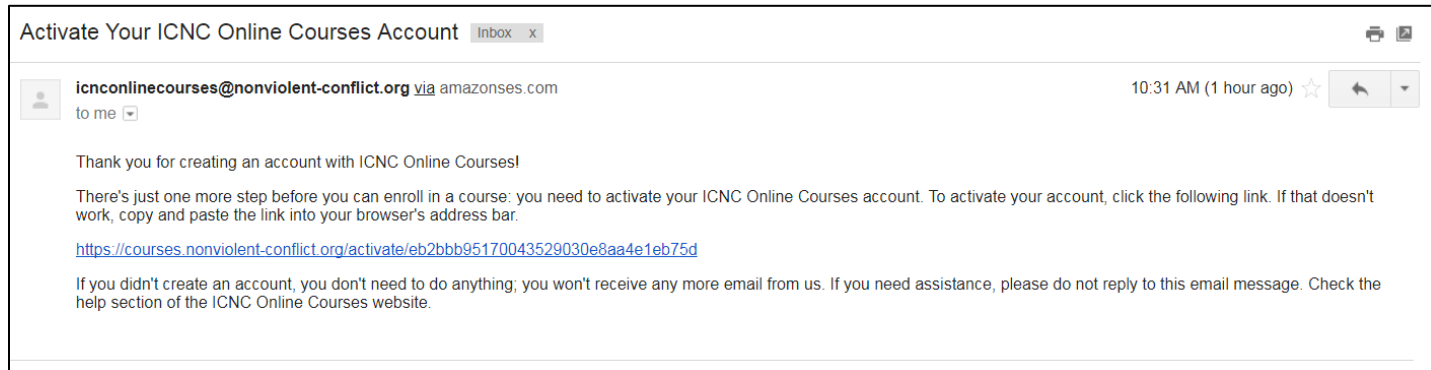 Activate Your ICNC Online Courses Account Inbox x
icnconlinecourses@nonviolent-conflict.org via amazonses.com 10:31 AM (1 hour ago)
to me
Thank you for creating an account with ICNC Online Courses!
There's just one more step before you can enroll in a course: you need to activate your ICNC Online Courses account. To activate your account, click the following link. If that doesn't
work, copy and paste the link into your browser's address bar.
https://courses.nonviolent-conflict.org/activate/eb2bbb95170043529030e8aa4e1eb75d
If you didn't create an account, you don't need to do anything; you won't receive any more email from us. If you need assistance, please do not reply to this email message. Check the
help section of the ICNC Online Courses website.